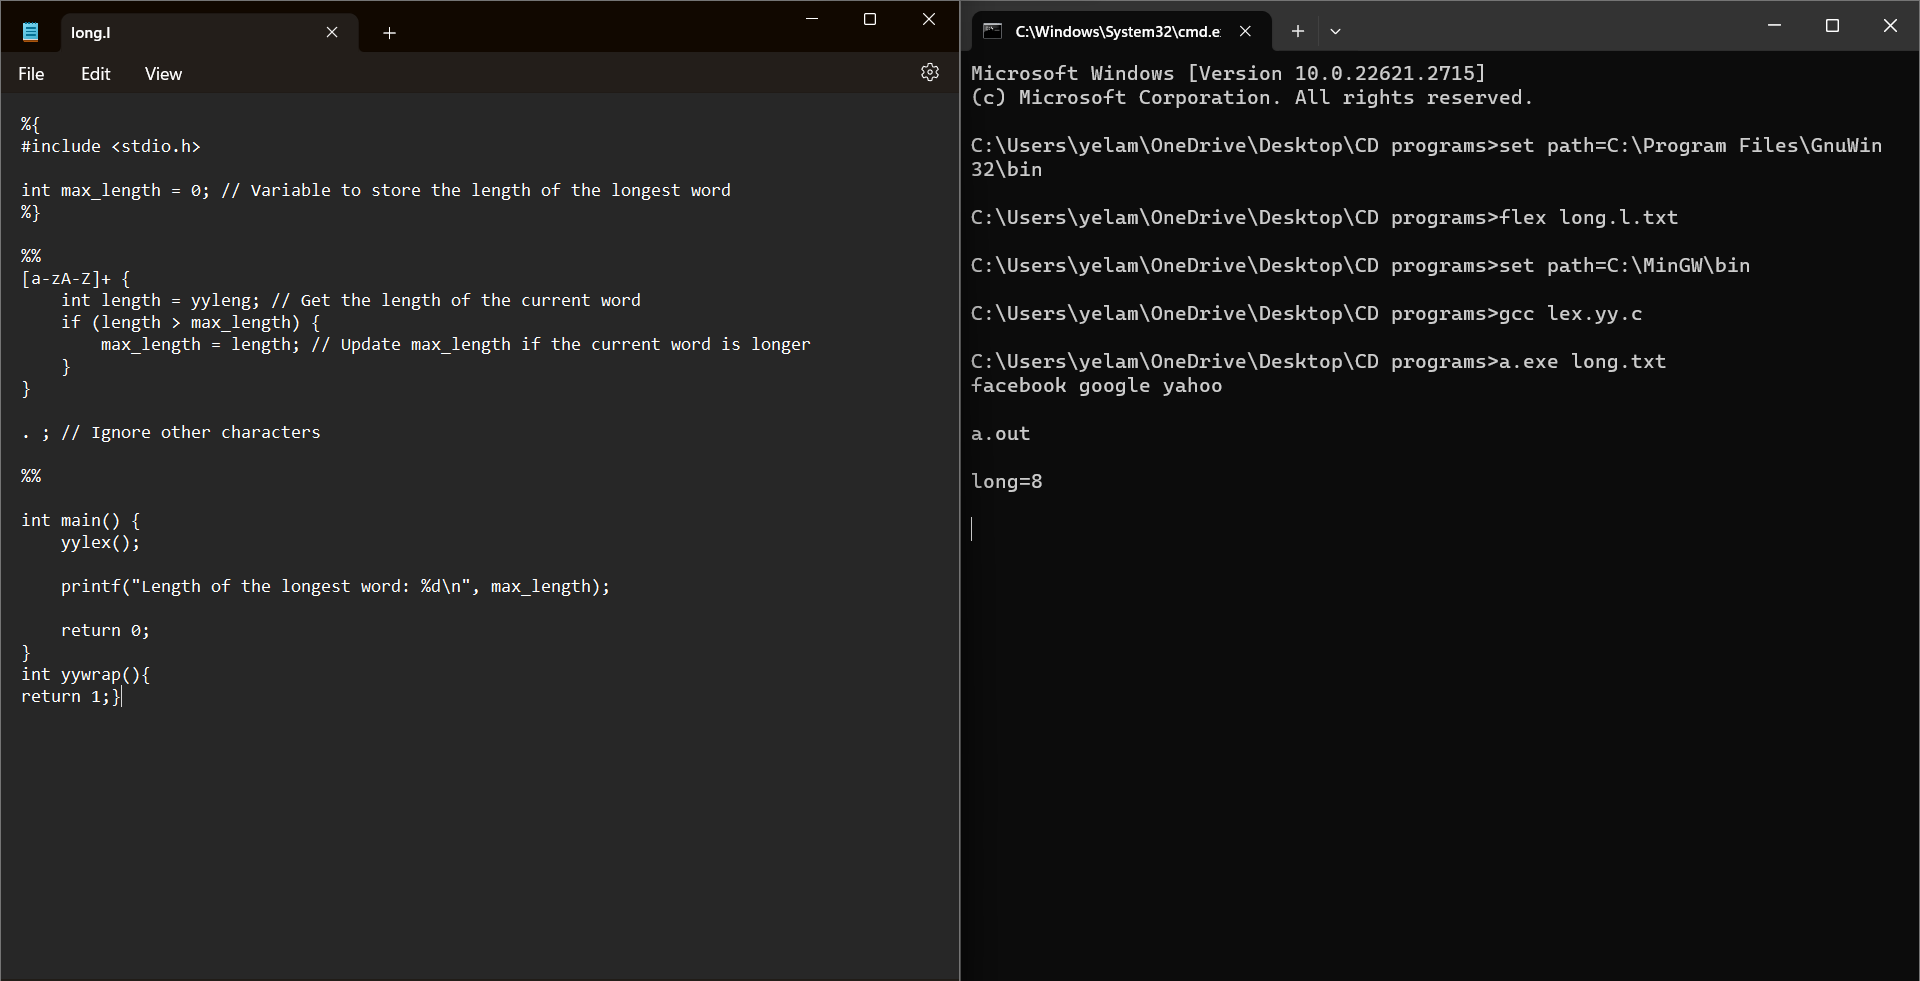 long.l
File Edit View
%{
#include <stdio.h>
int max_length = 0; // Variable to store the length of the longest word
%}
%%
[a-zA-Z]+ {
    int length = yyleng; // Get the length of the current word
    if (length > max_length) {
        max_length = length; // Update max_length if the current word is longer
    }
}
. ; // Ignore other characters
%%
int main() {
    yylex();
    printf("Length of the longest word: %d\n", max_length);
    return 0;
}
int yywrap(){
return 1;}
C:\Windows\System32\cmd.e
Microsoft Windows [Version 10.0.22621.2715]
(c) Microsoft Corporation. All rights reserved.
C:\Users\yelam\OneDrive\Desktop\CD programs>set path=C:\Program Files\GnuWin
32\bin
C:\Users\yelam\OneDrive\Desktop\CD programs>flex long.l.txt
C:\Users\yelam\OneDrive\Desktop\CD programs>set path=C:\MinGW\bin
C:\Users\yelam\OneDrive\Desktop\CD programs>gcc lex.yy.c
C:\Users\yelam\OneDrive\Desktop\CD programs>a.exe long.txt
facebook google yahoo
a.out
long=8